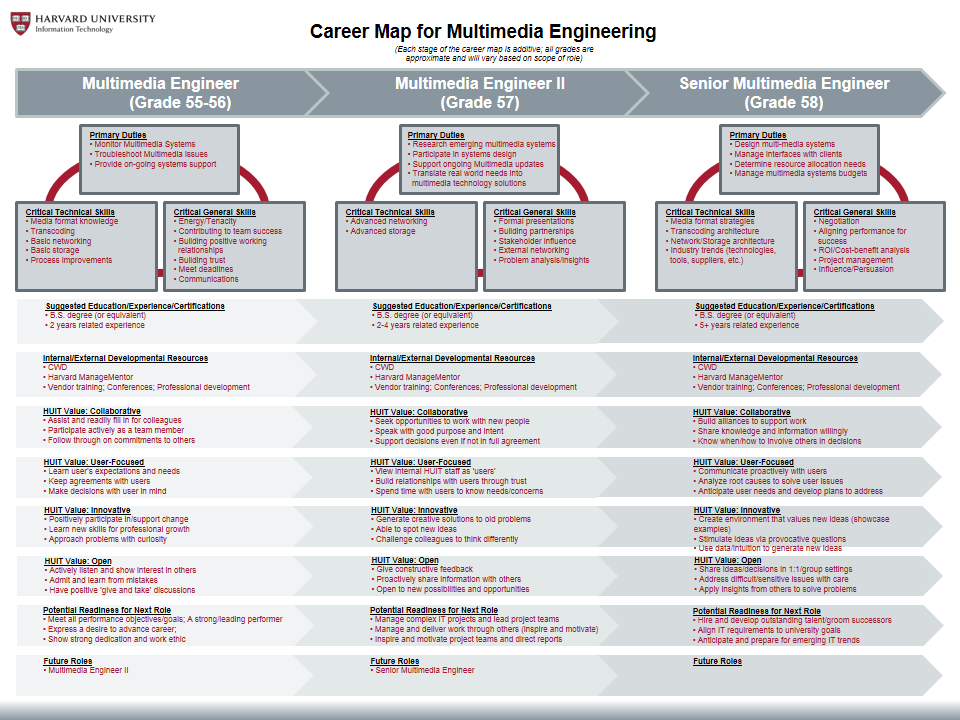 HARVARD UNIVERSITY
Information Technology
Career Map for Multimedia Engineering
(Each stage of the career map is additive; all grades are
approximate and will vary based on scope of role)
Multimedia Engineer
(Grade 55-56)
Multimedia Engineer II
(Grade 57)
Senior Multimedia Engineer
(Grade 58)
Primary Duties
• Monitor Multimedia Systems
• Troubleshoot Multimedia issues
• Provide on-going systems support
Primary Duties
• Research emerging multimedia systems
• Participate in systems design
• Support ongoing Multimedia updates
• Translate real world needs into
multimedia technology solutions
Primary Duties
• Design multi-media systems
• Manage interfaces with clients
• Determine resource allocation needs
• Manage multimedia systems budgets
Critical Technical Skills
• Media format knowledge
• Transcoding
• Basic networking
• Basic storage
• Process improvements
Critical General Skills
• Energy/Tenacity
• Contributing to team success
• Building positive working
relationships
• Building trust
• Meet deadlines
• Communications
Critical Technical Skills
• Advanced networking
• Advanced storage
Critical General Skills
• Formal presentations
• Building partnerships
• Stakeholder influence
• External networking
• Problem analysis/insights
Critical Technical Skills
• Media format strategies
• Transcoding architecture
• Network/Storage architecture
• Industry trends (technologies,
tools, suppliers, etc.)
Critical General Skills
• Negotiation
• Aligning performance for
success
• ROI/Cost-benefit analysis
• Project management
• Influence/Persuasion
Suggested Education/Experience/Certifications
• B.S. degree (or equivalent)
• 2 years related experience
Suggested Education/Experience/Certifications
• B.S. degree (or equivalent)
• 2-4 years related experience
Suggested Education/Experience/Certifications
• B.S. degree (or equivalent)
• 5+ years related experience
Internal/External Developmental Resources
• CWD
• Harvard ManageMentor
• Vendor training; Conferences; Professional development
Internal/External Developmental Resources
• CWD
• Harvard ManageMentor
• Vendor training; Conferences; Professional development
Internal/External Developmental Resources
• CWD
• Harvard ManageMentor
• Vendor training; Conferences; Professional development
HUIT Value: Collaborative
• Assist and readily fill in for colleagues
• Participate actively as a team member
• Follow through on commitments to others
HUIT Value: Collaborative
• Seek opportunities to work with new people
• Speak with good purpose and intent
• Support decisions even if not in full agreement
HUIT Value: Collaborative
• Build alliances to support work
• Share knowledge and information willingly
• Know when/how to involve others in decisions
HUIT Value: User-Focused
• Learn user's expectations and needs
• Keep agreements with users
• Make decisions with user in mind
HUIT Value: User-Focused
• View internal HUIT staff as 'users'
• Build relationships with users through trust
• Spend time with users to know needs/concerns
HUIT Value: User-Focused
• Communicate proactively with users
• Analyze root causes to solve user issues
• Anticipate user needs and develop plans to address
HUIT Value: Innovative
• Positively participate in/support change
• Learn new skills for professional growth
• Approach problems with curiosity
HUIT Value: Innovative
• Generate creative solutions to old problems
• Able to spot new ideas
• Challenge colleagues to think differently
HUIT Value: Innovative
• Create environment that values new ideas (showcase
examples)
• Stimulate ideas via provocative questions
• Use data/intuition to generate new ideas
HUIT Value: Open
• Actively listen and show interest in others
• Admit and learn from mistakes
• Have positive 'give and take' discussions
HUIT Value: Open
• Give constructive feedback
• Proactively share information with others
• Open to new possibilities and opportunities
HUIT Value: Open
• Share ideas/decisions in 1:1/group settings
• Address difficult/sensitive issues with care
• Apply insights from others to solve problems
Potential Readiness for Next Role
• Meet all performance objectives/goals; A strong/leading performer
• Express a desire to advance career;
• Show strong dedication and work ethic
Potential Readiness for Next Role
• Manage complex IT projects and lead project teams
• Manage and deliver work through others (inspire and motivate)
• Inspire and motivate project teams and direct reports
Potential Readiness for Next Role
• Hire and develop outstanding talent/groom successors
• Align IT requirements to university goals
• Anticipate and prepare for emerging IT trends
Future Roles
• Multimedia Engineer II
Future Roles
• Senior Multimedia Engineer
Future Roles